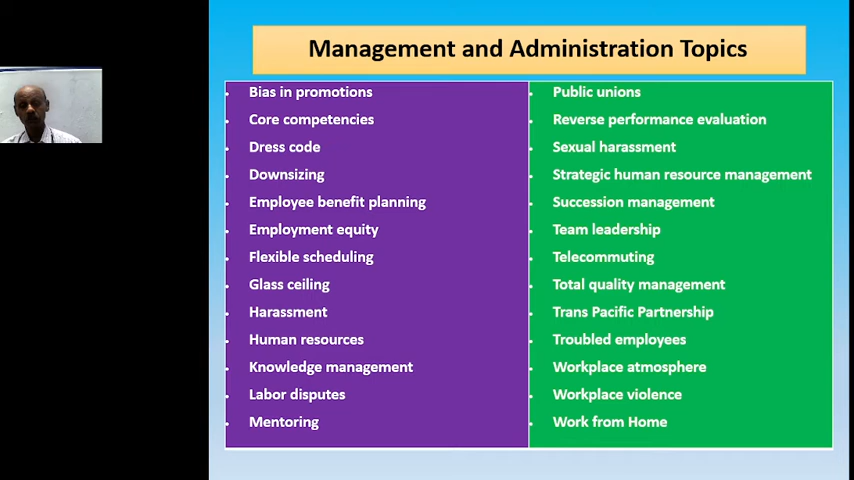 Management and Administration Topics
Bias in promotions
Core competencies
Dress code
Downsizing
Employee benefit planning
Employment equity
Flexible scheduling
Glass ceiling
Harassment
Human resources
Knowledge management
Labor disputes
Mentoring
Public unions
Reverse performance evaluation
Sexual harassment
Strategic human resource management
Succession management
Team leadership
Telecommuting
Total quality management
Trans Pacific Partnership
Troubled employees
Workplace atmosphere
Workplace violence
Work from Home